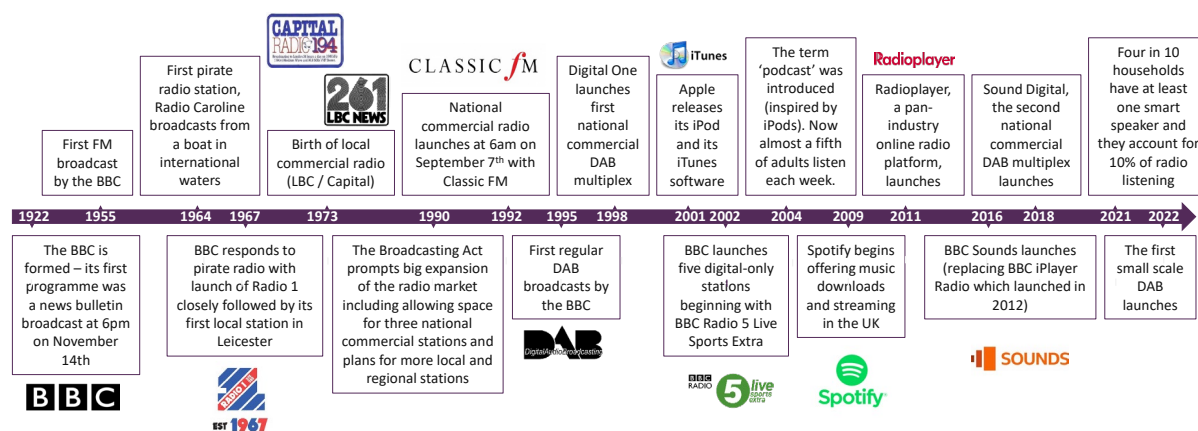 CAPITAL
RADIO 194
261
LBC NEWS
First FM
broadcast
by the BBC
First pirate
radio station,
Radio Caroline
broadcasts from
a boat in
international
waters
Birth of local
commercial radio
(LBC / Capital)
CLASSIC fM
National
commercial radio
launches at 6am on
September 7th with
Classic FM
Digital One
launches
first
national
commercial
DAB
multiplex
iTunes
Apple
releases
its iPod
and its
iTunes
software
The term
‘podcast’ was
introduced
(inspired by
iPods). Now
almost a fifth
of adults listen
each week.
Radioplayer
Radioplayer,
a pan-
industry
online radio
platform,
launches
Sound Digital,
the second
national
commercial
DAB multiplex
launches
Four in 10
households
have at least
one smart
speaker and
they account for
10% of radio
listening
1922 1955 1964 1967 1973 1990 1992 1995 1998 2001 2002 2004 2009 2011 2016 2018 2021 2022
The BBC is
formed – its first
programme was
a news bulletin
broadcast at 6pm
on November
14th
BBC
BBC responds to
pirate radio with
launch of Radio 1
closely followed by its
first local station in
Leicester
RADIO 1
EST 1967
The Broadcasting Act
prompts big expansion
of the radio market
including allowing space
for three national
commercial stations and
plans for more local and
regional stations
First regular
DAB
broadcasts by
the BBC
DAB
DigitalAudioBroadcasting
BBC launches
five digital-only
stations
beginning with
BBC Radio 5 Live
Sports Extra
BBC
RADIO
5
live
sports
extra
Spotify begins
offering music
downloads
and streaming
in the UK
Spotify
BBC Sounds launches
(replacing BBC iPlayer
Radio which launched in
2012)
SOUNDS
The first
small scale
DAB
launches